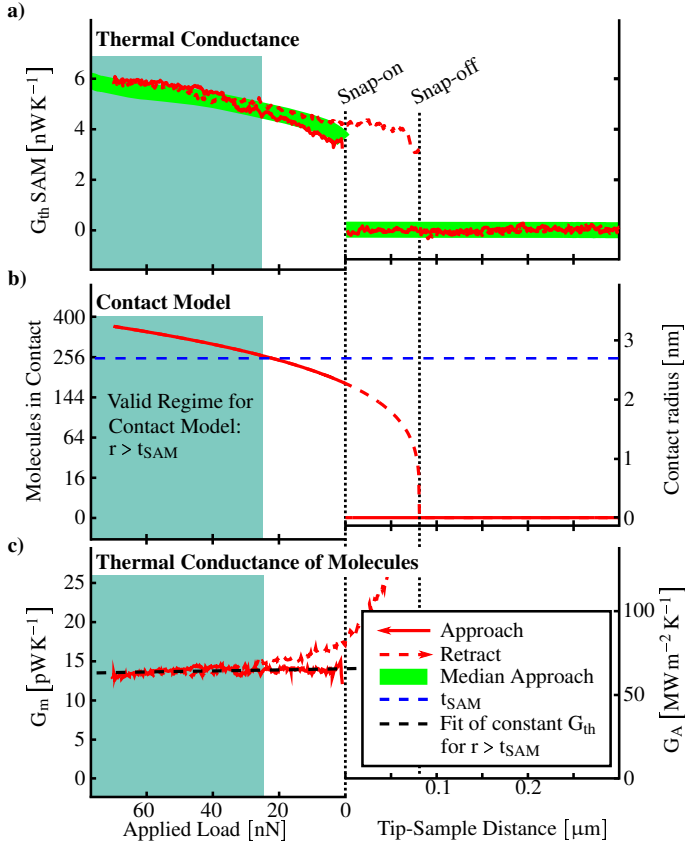 a)
Thermal Conductance
Snap-on
Snap-off
G_th SAM [nW K⁻¹]
6
4
2
0
b)
Contact Model
Molecules in Contact
400
256
144
64
16
0
Valid Regime for
Contact Model:
r > t_SAM
Contact radius [nm]
3
2
1
0
c)
Thermal Conductance of Molecules
G_m [pW K⁻¹]
25
20
15
10
5
0
Approach
Retract
Median Approach
t_SAM
Fit of constant G_th
for r > t_SAM
G_A [MW m⁻² K⁻¹]
100
50
0
60
40
20
0
0.1
0.2
Applied Load [nN]
Tip-Sample Distance [μm]